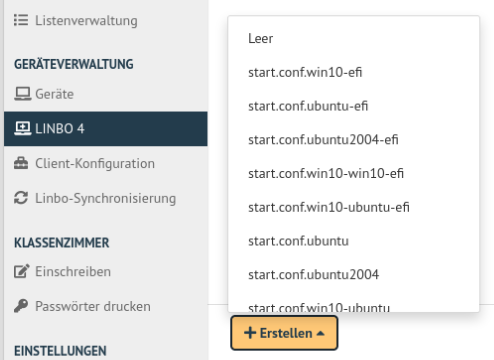 Listenverwaltung
GERÄTEVERWALTUNG
Geräte
LINBO 4
Client-Konfiguration
Linbo-Synchronisierung
KLASSENZIMMER
Einschreiben
Passwörter drucken
EINSTELLUNGEN
Leer
start.conf.win10-efi
start.conf.ubuntu-efi
start.conf.ubuntu2004-efi
start.conf.win10-win10-efi
start.conf.win10-ubuntu-efi
start.conf.ubuntu
start.conf.ubuntu2004
start.conf.win10-ubuntu
Erstellen